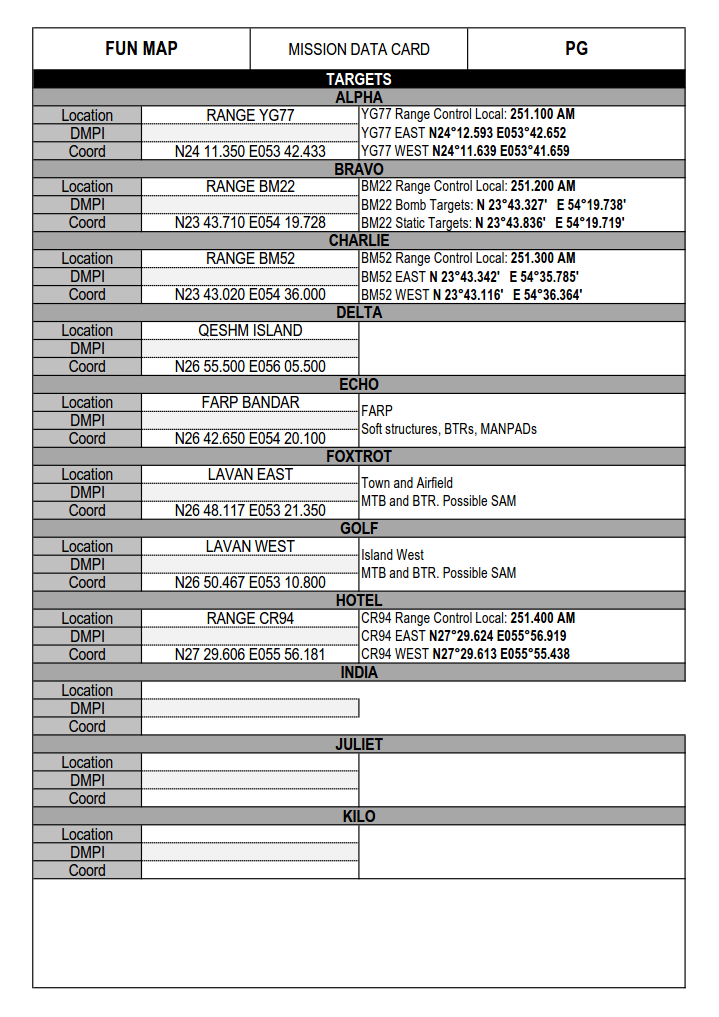 FUN MAP MISSION DATA CARD PG
TARGETS
ALPHA
Location RANGE YG77 YG77 Range Control Local: 251.100 AM
DMPI YG77 EAST N24°12.593 E053°42.652
Coord N24 11.350 E053 42.433 YG77 WEST N24°11.639 E053°41.659
BRAVO
Location RANGE BM22 BM22 Range Control Local: 251.200 AM
DMPI BM22 Bomb Targets: N 23°43.327' E 54°19.738'
Coord N23 43.710 E054 19.728 BM22 Static Targets: N 23°43.836' E 54°19.719'
CHARLIE
Location RANGE BM52 BM52 Range Control Local: 251.300 AM
DMPI BM52 EAST N 23°43.342' E 54°35.785'
Coord N23 43.020 E054 36.000 BM52 WEST N 23°43.116' E 54°36.364'
DELTA
Location QESHM ISLAND
DMPI
Coord N26 55.500 E056 05.500
ECHO
Location FARP BANDAR
FARP
DMPI
Soft structures, BTRs, MANPADs
Coord N26 42.650 E054 20.100
FOXTROT
Location LAVAN EAST
Town and Airfield
DMPI
MTB and BTR. Possible SAM
Coord N26 48.117 E053 21.350
GOLF
Location LAVAN WEST
Island West
DMPI
MTB and BTR. Possible SAM
Coord N26 50.467 E053 10.800
HOTEL
Location RANGE CR94 CR94 Range Control Local: 251.400 AM
DMPI CR94 EAST N27°29.624 E055°56.919
Coord N27 29.606 E055 56.181 CR94 WEST N27°29.613 E055°55.438
INDIA
Location
DMPI
Coord
JULIET
Location
DMPI
Coord
KILO
Location
DMPI
Coord